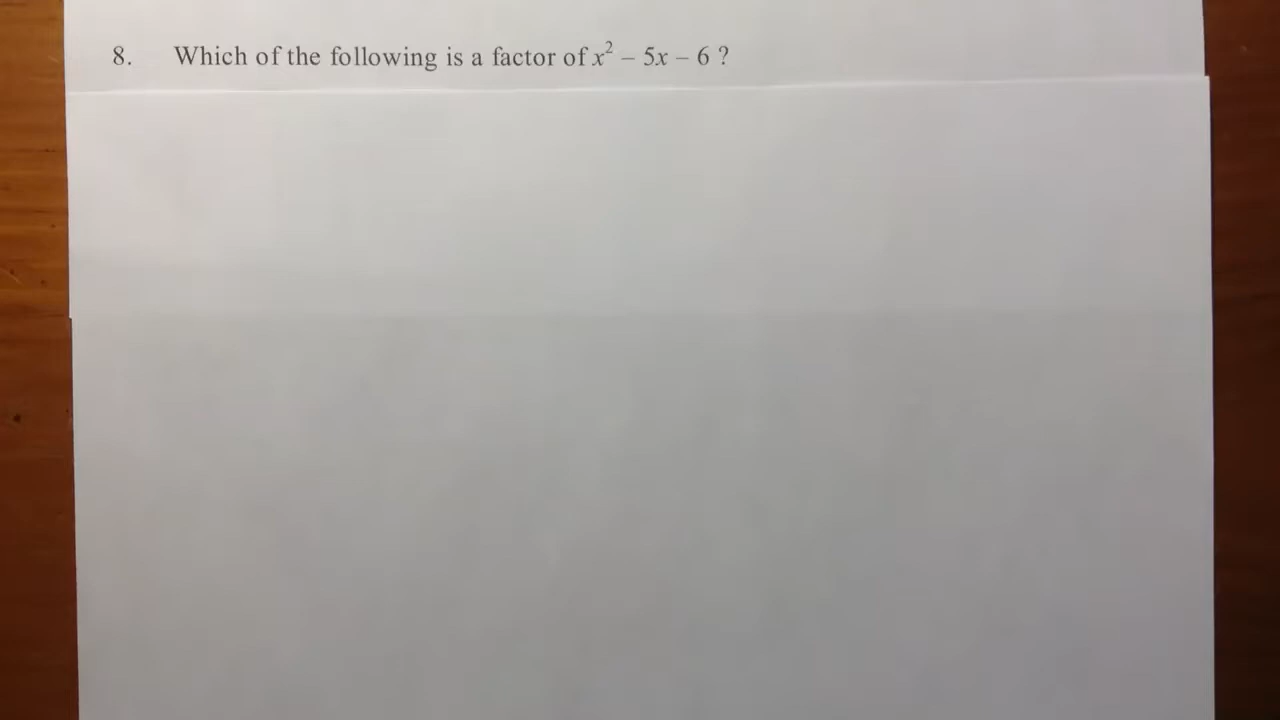 8. Which of the following is a factor of x² – 5x – 6 ?